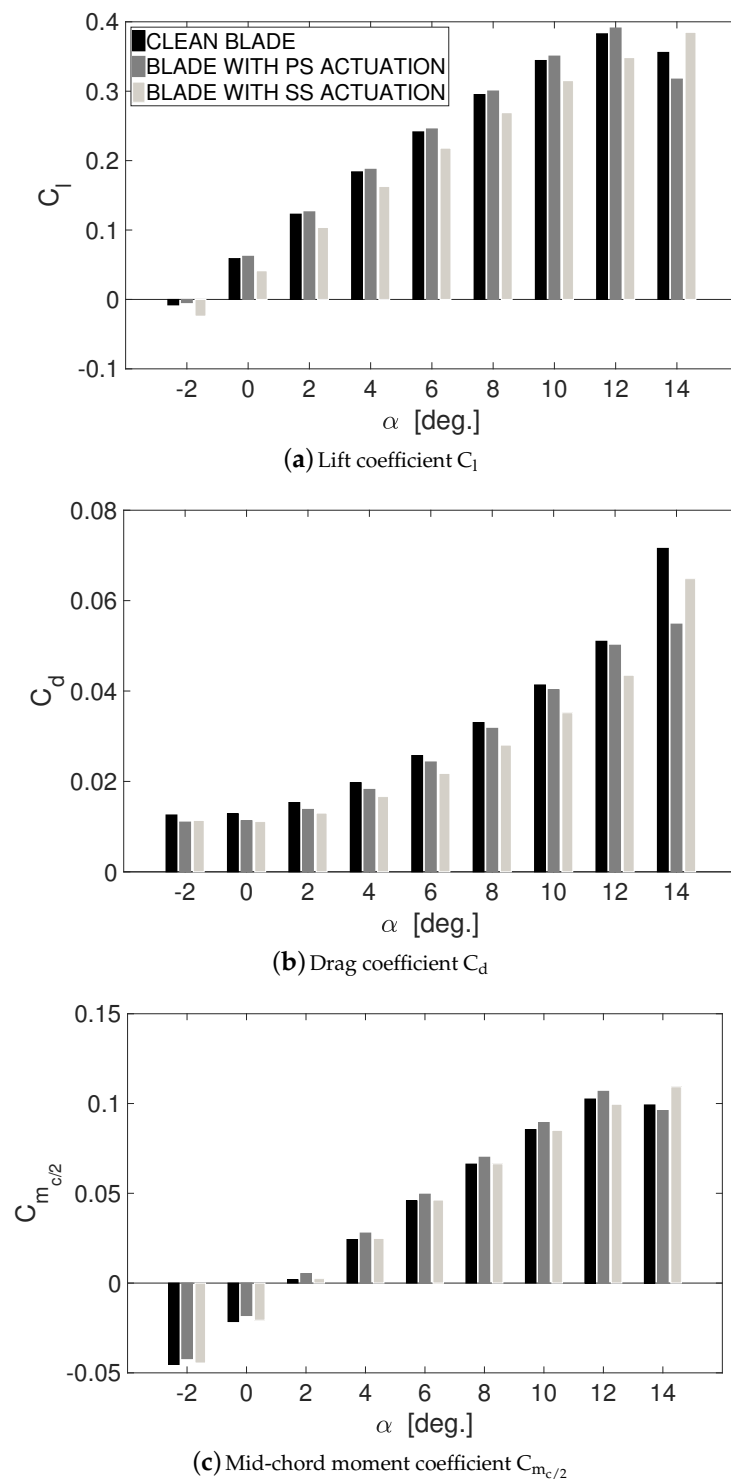 0.4
CLEAN BLADE
BLADE WITH PS ACTUATION
BLADE WITH SS ACTUATION
0.3
0.2
0.1
0
-0.1
C_l
-2 0 2 4 6 8 10 12 14
α [deg.]
(a) Lift coefficient C_l
0.08
0.06
0.04
0.02
0
C_d
-2 0 2 4 6 8 10 12 14
α [deg.]
(b) Drag coefficient C_d
0.15
0.1
0.05
0
-0.05
C_{m_{c/2}}
-2 0 2 4 6 8 10 12 14
α [deg.]
(c) Mid-chord moment coefficient C_{m_{c/2}}